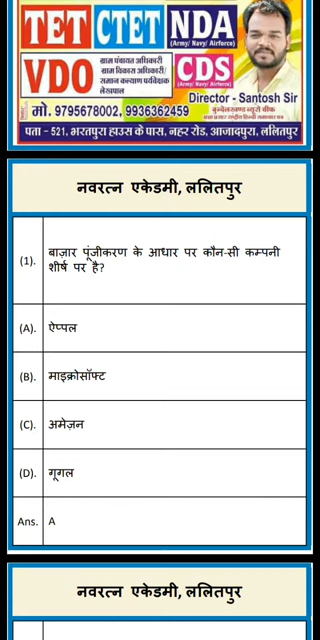 TET CTET NDA
(Army/ Navy/ Airforce)
VDO
ग्राम पंचायत अधिकारी
ग्राम विकास अधिकारी/
समाज कल्याण पर्यवेक्षक
लेखपाल
CDS
(Army/ Navy/ Airforce)
Director - Santosh Sir
बुन्देलखण्ड ब्यूरो चीफ
मो. 9795678002, 9936362459
पता - 521, भरतपुरा हाउस के पास, नहर रोड, आजादपुरा, ललितपुर
नवरत्न एकेडमी, ललितपुर
(1). बाज़ार पूंजीकरण के आधार पर कौन-सी कम्पनी
शीर्ष पर है?
(A). ऐप्पल
(B). माइक्रोसॉफ्ट
(C). अमेज़न
(D). गूगल
Ans. A
नवरत्न एकेडमी, ललितपुर